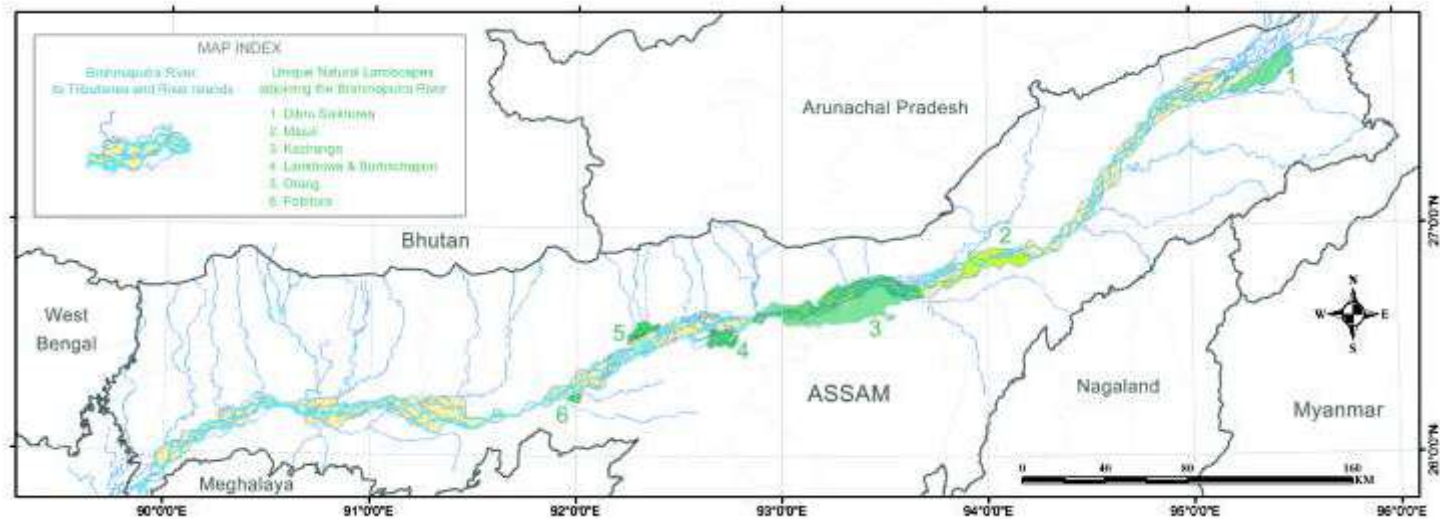 MAP INDEX
Brahmaputra River,
its Tributaries and River Islands
Unique Natural Landscapes
adjoining the Brahmaputra River
1. Dibru Saikhowa
2. Majuli
3. Kaziranga
4. Laokhowa & Burhachapori
5. Orang
6. Pobitora
Arunachal Pradesh
1
Bhutan
2
27°0'0"N
West
Bengal
N
W E
S
5
3
4
ASSAM
Nagaland
6
Myanmar
26°0'0"N
Meghalaya
0 40 80 160
KM
90°0'0"E 91°0'0"E 92°0'0"E 93°0'0"E 94°0'0"E 95°0'0"E 96°0'0"E